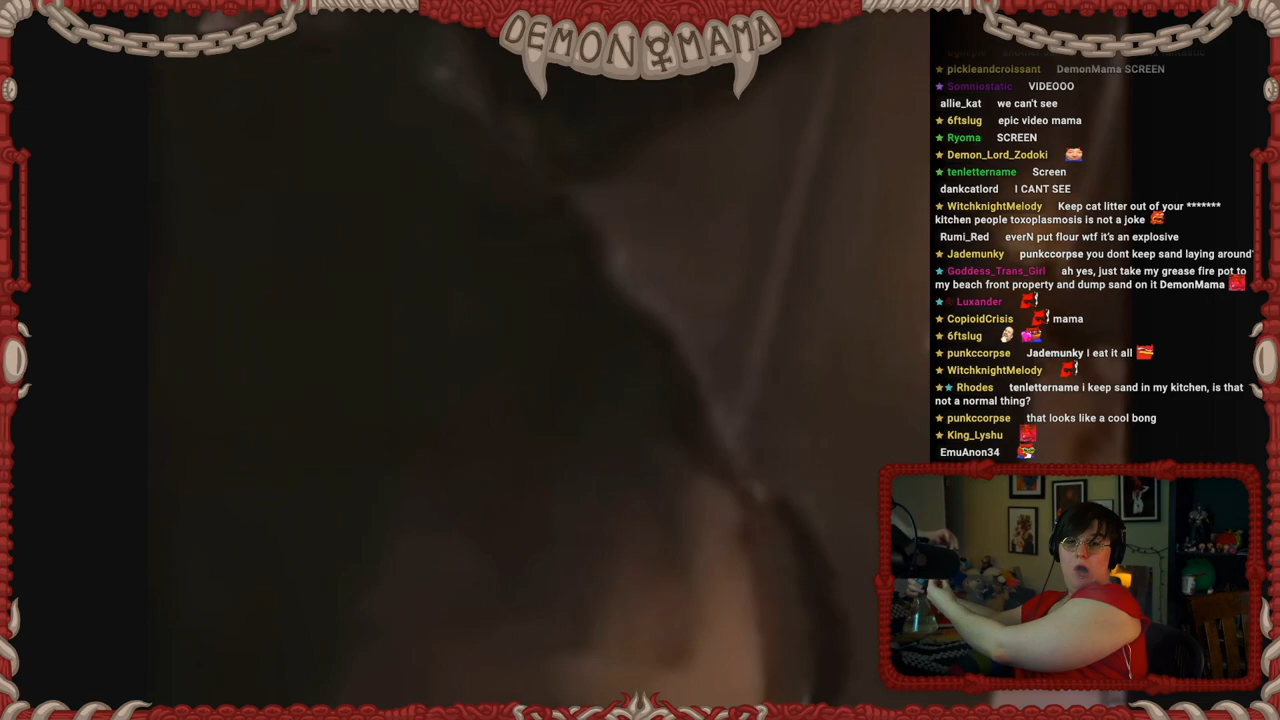 DEMON MAMA
pickleandcroissant DemonMama SCREEN
Somniostatic VIDEOOO
allie_kat we can't see
6ftslug epic video mama
Ryoma SCREEN
Demon_Lord_Zodoki
tenlettername Screen
dankcatlord I CANT SEE
WitchknightMelody Keep cat litter out of your *******
kitchen people toxoplasmosis is not a joke
Rumi_Red everN put flour wtf it's an explosive
Jademunky punkccorpse you dont keep sand laying around
Goddess_Trans_Girl ah yes, just take my grease fire pot to
my beach front property and dump sand on it DemonMama
Luxander
CopioidCrisis mama
6ftslug
punkccorpse Jademunky I eat it all
WitchknightMelody
Rhodes tenlettername i keep sand in my kitchen, is that
not a normal thing?
punkccorpse that looks like a cool bong
King_Lyshu
EmuAnon34